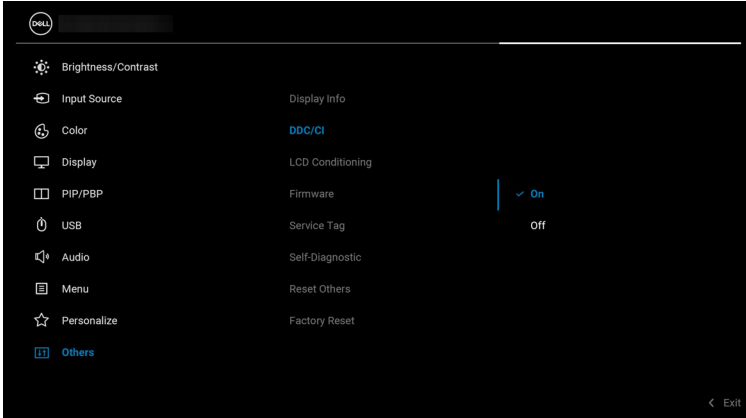 DELL
Brightness/Contrast
Input Source
Display Info
Color
DDC/CI
Display
LCD Conditioning
PIP/PBP
Firmware
On
USB
Service Tag
Off
Audio
Self-Diagnostic
Menu
Reset Others
Personalize
Factory Reset
Others
Exit